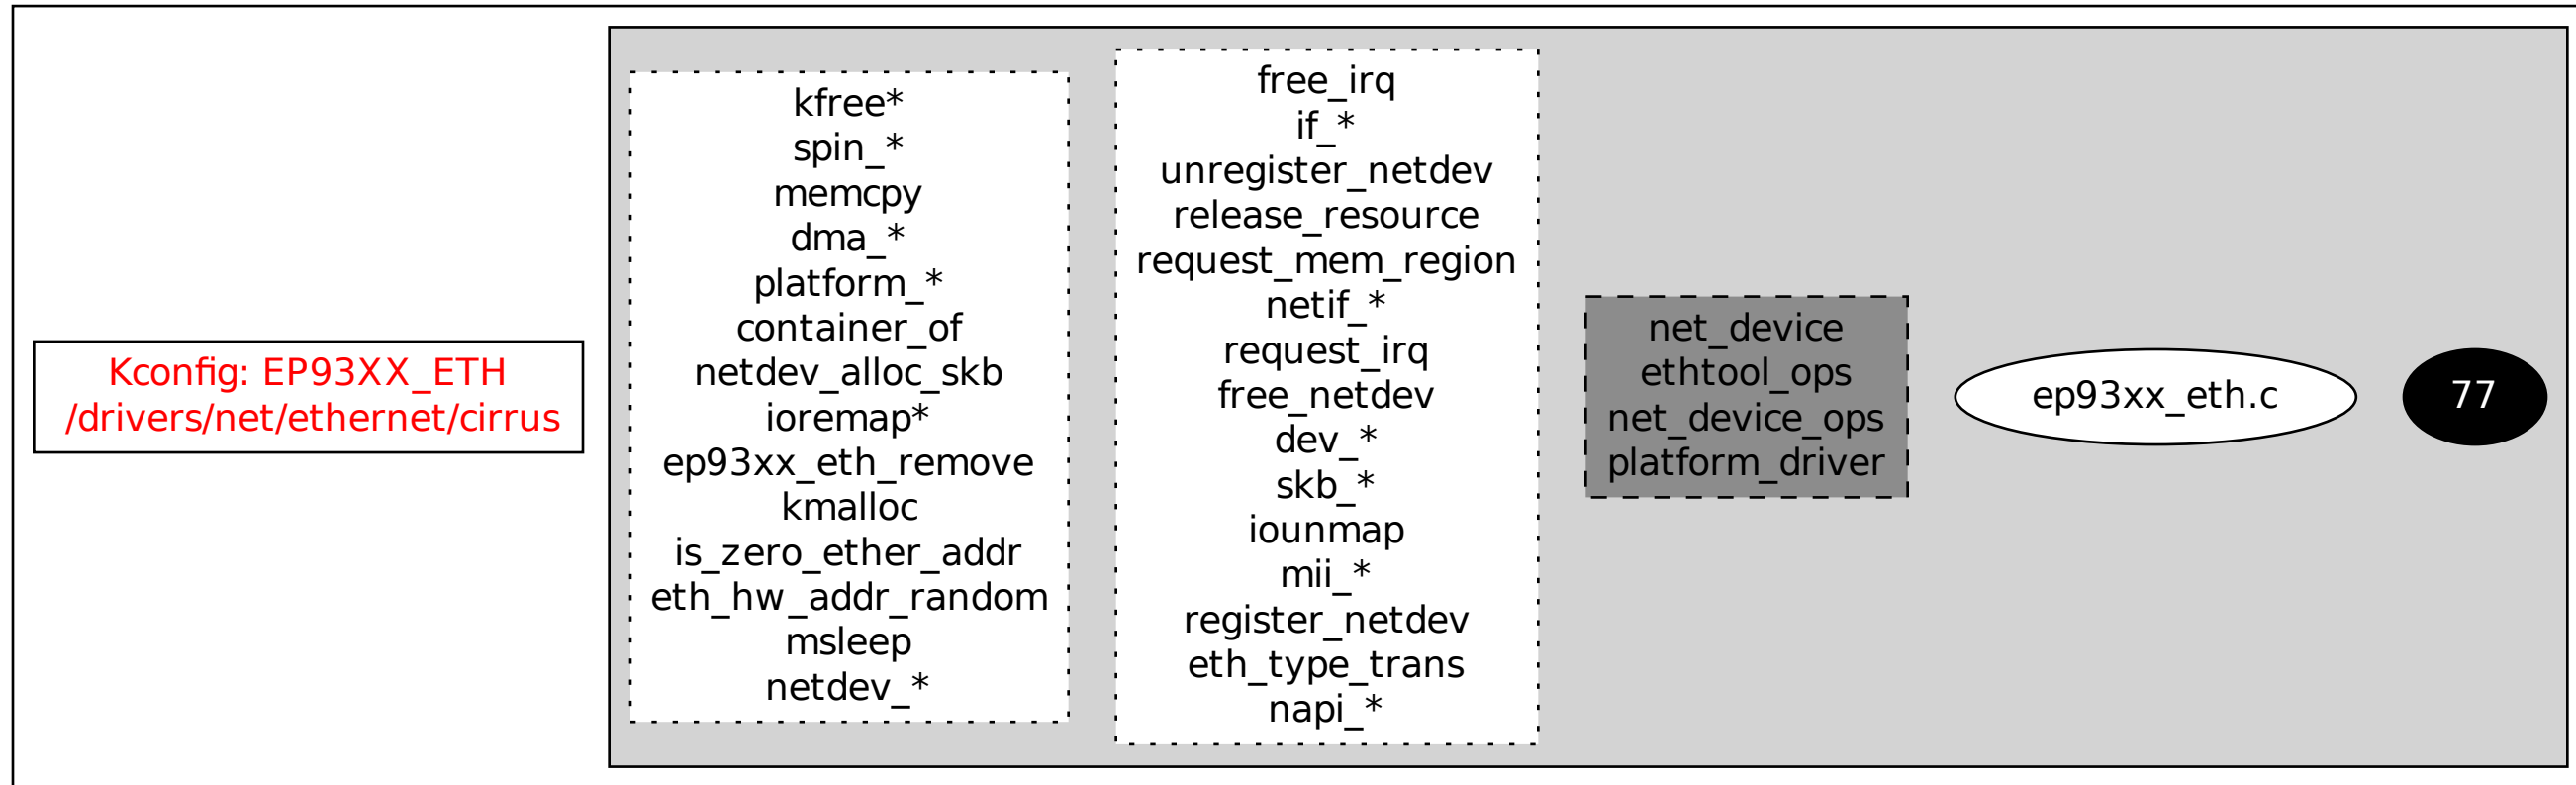 Kconfig: EP93XX_ETH
/drivers/net/ethernet/cirrus
kfree*
spin_*
memcpy
dma_*
platform_*
container_of
netdev_alloc_skb
ioremap*
ep93xx_eth_remove
kmalloc
is_zero_ether_addr
eth_hw_addr_random
msleep
netdev_*
free_irq
if_*
unregister_netdev
release_resource
request_mem_region
netif_*
request_irq
free_netdev
dev_*
skb_*
iounmap
mii_*
register_netdev
eth_type_trans
napi_*
net_device
ethtool_ops
net_device_ops
platform_driver
ep93xx_eth.c
77